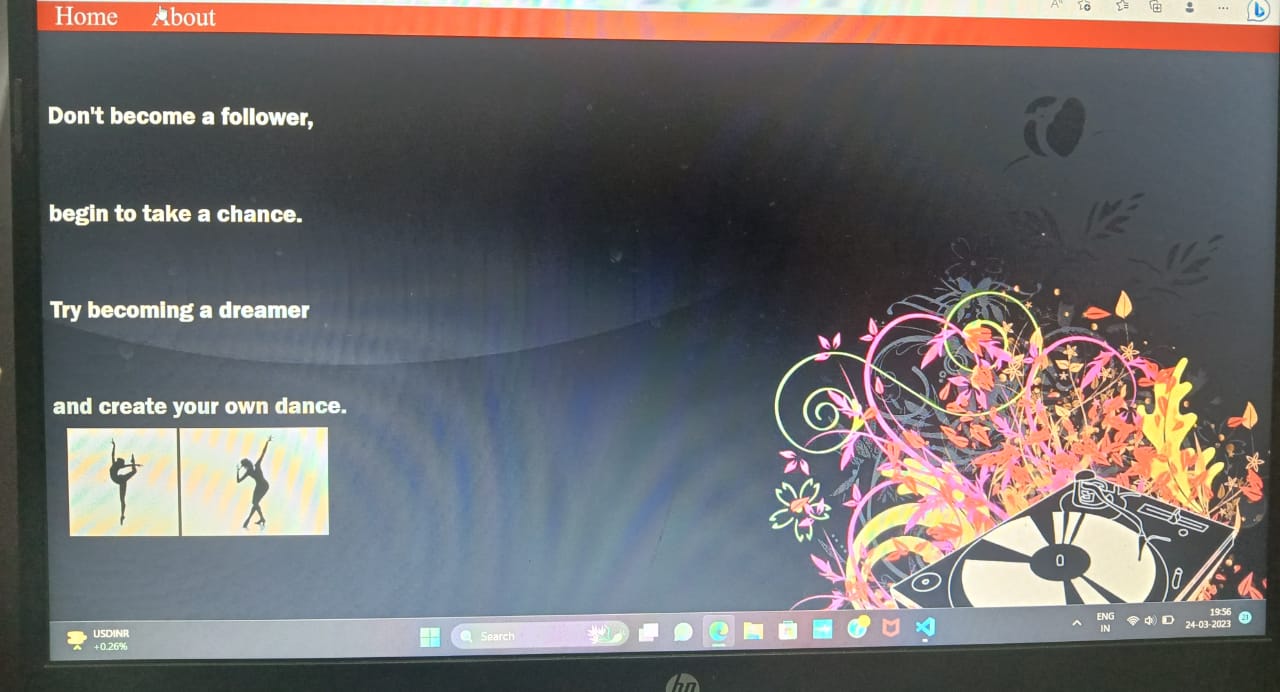 Home About
Don't become a follower,
begin to take a chance.
Try becoming a dreamer
and create your own dance.
USDINR
+0.26%
Search
ENG
IN
19:56
24-03-2023
hp